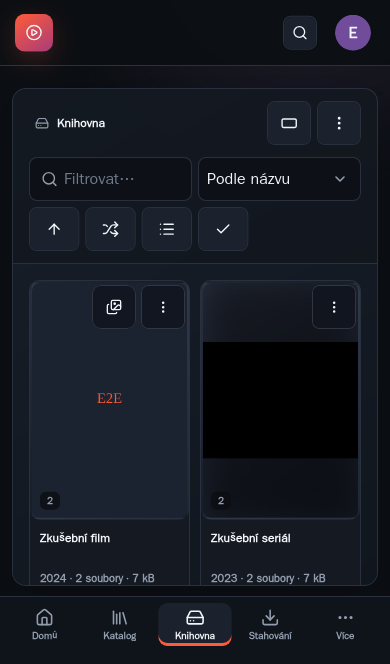 E
Knihovna
Filtrovat···
Podle názvu
E2E
2
2
Zkušební film
Zkušební seriál
2024 · 2 soubory · 7 kB
2023 · 2 soubory · 7 kB
Domů
Katalog
Knihovna
Stahování
Více